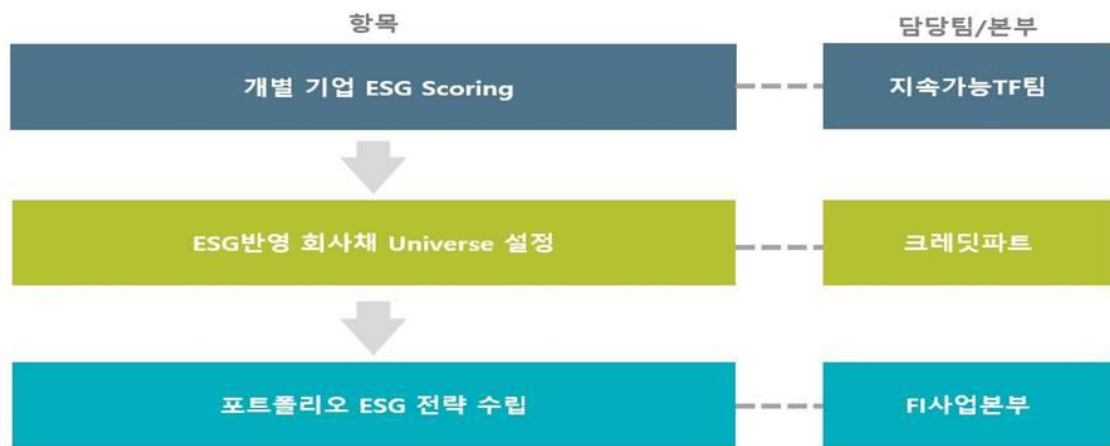 항목
담당팀/본부
개별 기업 ESG Scoring
지속가능TF팀
ESG반영 회사채 Universe 설정
크레딧파트
포트폴리오 ESG 전략 수립
FI사업본부